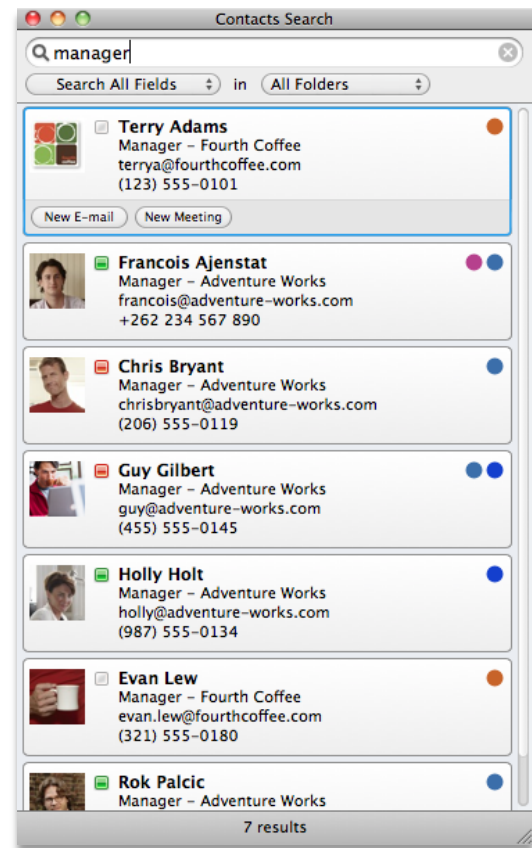 Contacts Search
manager
Search All Fields in All Folders
Terry Adams
Manager – Fourth Coffee
terrya@fourthcoffee.com
(123) 555-0101
New E-mail New Meeting
Francois Ajenstat
Manager – Adventure Works
francois@adventure-works.com
+262 234 567 890
Chris Bryant
Manager – Adventure Works
chrisbryant@adventure-works.com
(206) 555-0119
Guy Gilbert
Manager – Adventure Works
guy@adventure-works.com
(455) 555-0145
Holly Holt
Manager – Adventure Works
holly@adventure-works.com
(987) 555-0134
Evan Lew
Manager – Fourth Coffee
evan.lew@fourthcoffee.com
(321) 555-0180
Rok Palcic
Manager – Adventure Works
7 results